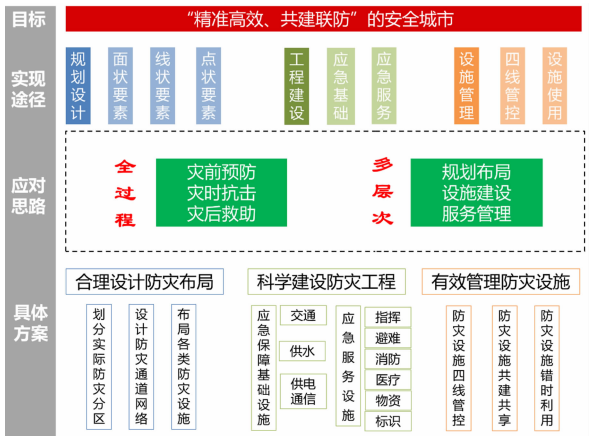 目标
“精准高效、共建联防”的安全城市
实现途径
规划设计
面状要素
线状要素
点状要素
工程建设
应急基础
应急服务
设施管理
四线管控
设施使用
应对思路
全过程
灾前预防
灾时抗击
灾后救助
多层次
规划布局
设施建设
服务管理
具体方案
合理设计防灾布局
划分实际防灾分区
设计防灾通道网络
布局各类防灾设施
科学建设防灾工程
应急保障基础设施
交通
供水
供电
通信
应急服务设施
指挥
避难
消防
医疗
物资
标识
有效管理防灾设施
防灾设施四线管控
防灾设施共建共享
防灾设施错时利用